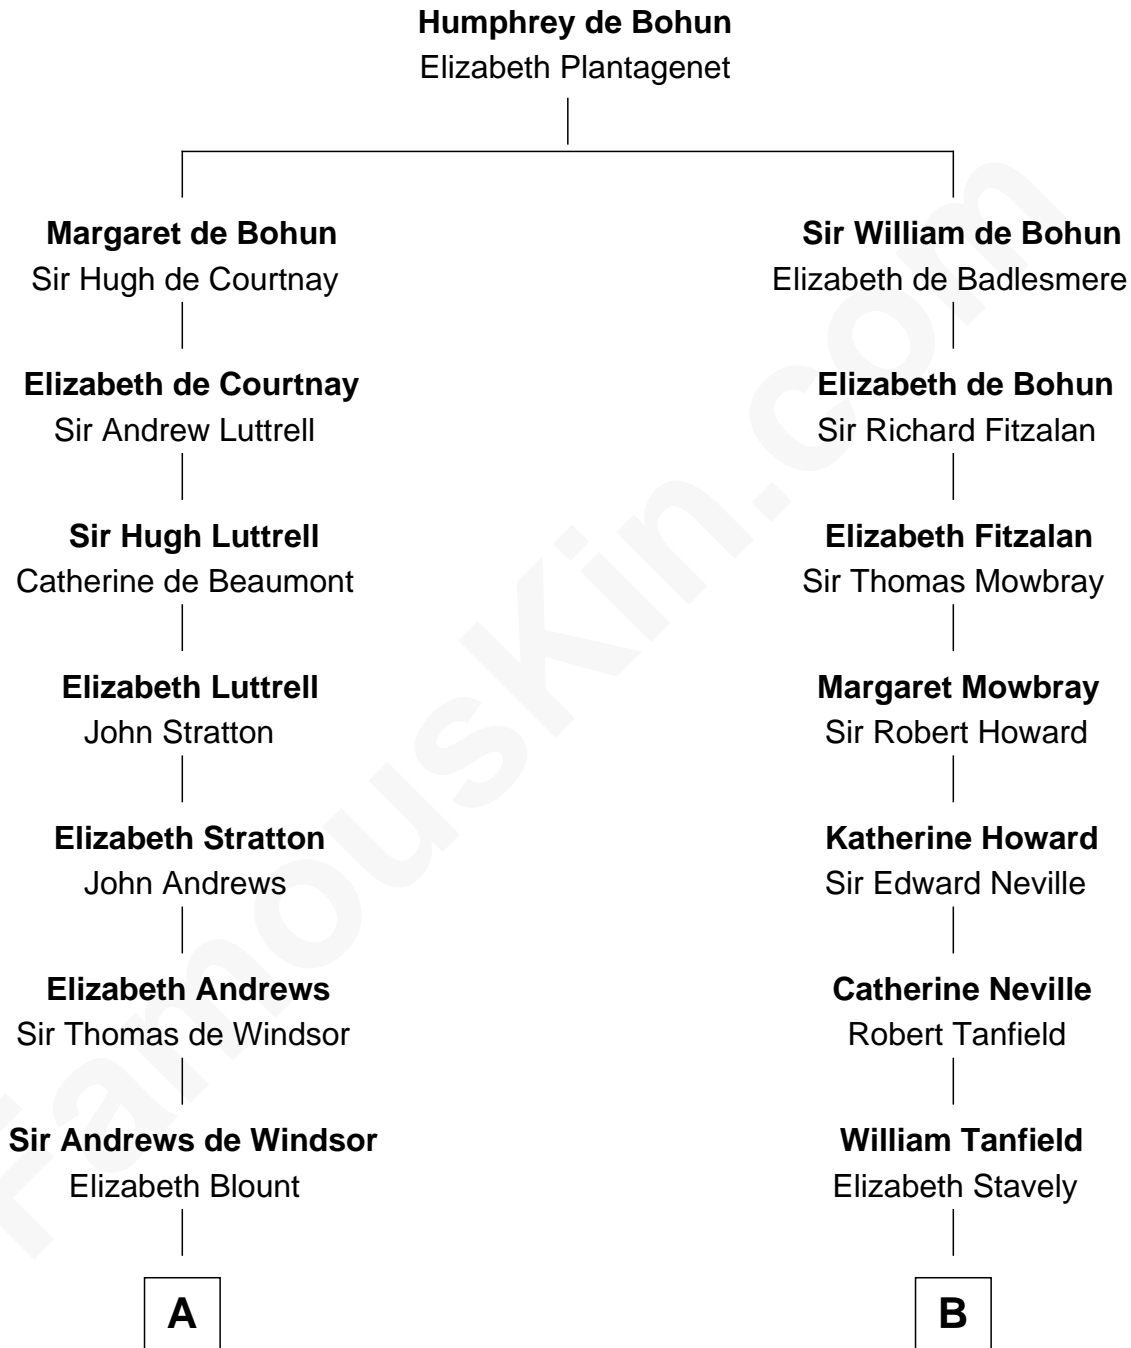 Humphrey de Bohun
Elizabeth Plantagenet
Margaret de Bohun
Sir Hugh de Courtnay
Sir William de Bohun
Elizabeth de Badlesmere
Elizabeth de Courtnay
Sir Andrew Luttrell
Elizabeth de Bohun
Sir Richard Fitzalan
Sir Hugh Luttrell
Catherine de Beaumont
Elizabeth Fitzalan
Sir Thomas Mowbray
Elizabeth Luttrell
John Stratton
Margaret Mowbray
Sir Robert Howard
Elizabeth Stratton
John Andrews
Katherine Howard
Sir Edward Neville
Elizabeth Andrews
Sir Thomas de Windsor
Catherine Neville
Robert Tanfield
Sir Andrews de Windsor
Elizabeth Blount
William Tanfield
Elizabeth Stavely
A
B
FamousKin.com